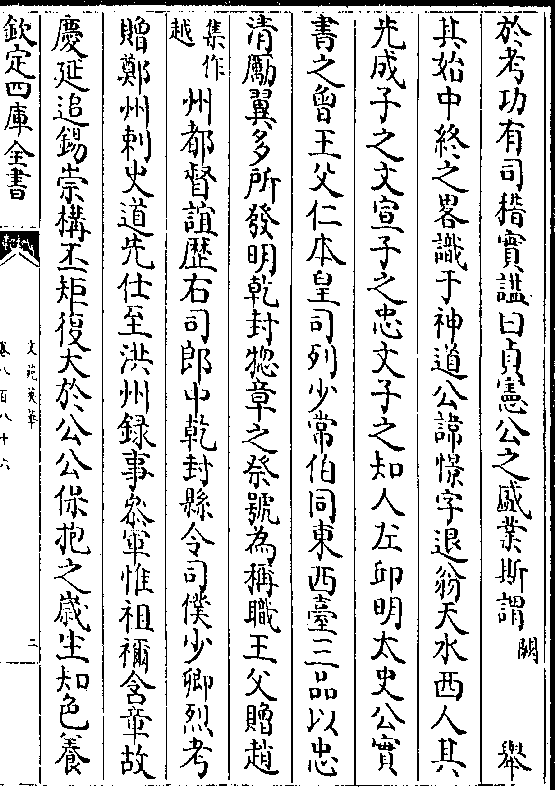 於考功有司稽實諡曰貞憲公之盛業斯謂闕舉
其始中終之畧識于神道公諱憬字退翁天水西人其
先成子之文宣子之忠文子之知人左邱明太史公實
書之曾王父仁本皇司列少常伯同東西臺三品以忠
清勵翼多所發明乾封惣章之祭號為稱職王父贈趙
集作越州都督誼歴右司郎中乾封縣令司僕少卿烈考
贈鄭州刺史道先仕至洪州録事叅軍惟祖禰含章故
慶延追錫崇構丕矩復大於公公保抱之歲生知色養
欽定四庫全書
文苑英華
卷八百八十六
三